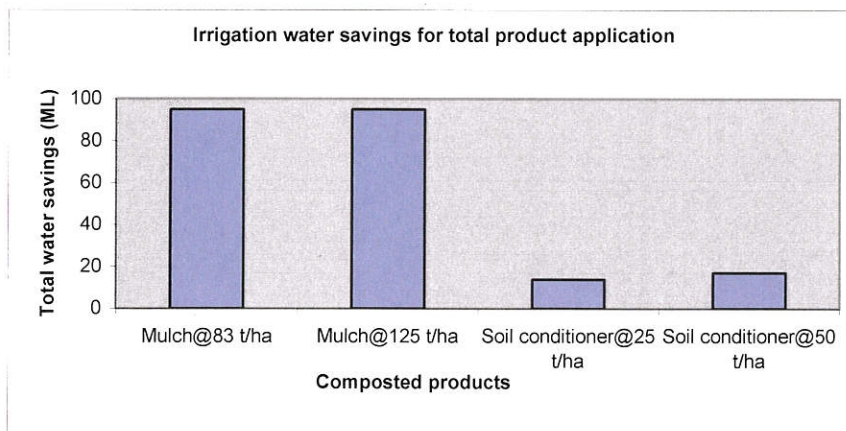 Irrigation water savings for total product application
Total water savings (ML)
100
80
60
40
20
0
Mulch@83 t/ha
Mulch@125 t/ha
Soil conditioner@25
t/ha
Soil conditioner@50
t/ha
Composted products